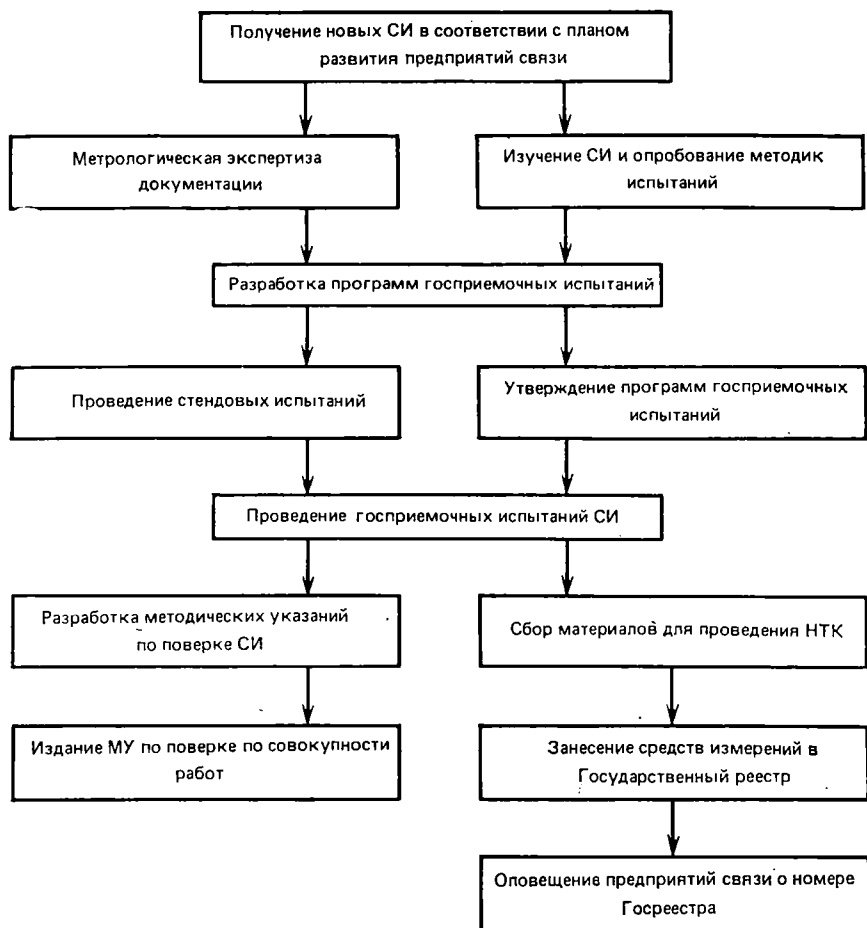 Получение новых СИ в соответствии с планом
развития предприятий связи
Метрологическая экспертиза
документации
Изучение СИ и опробование методик
испытаний
Разработка программ госприемочных испытаний
Проведение стендовых испытаний
Утверждение программ госприемочных
испытаний
Проведение госприемочных испытаний СИ
Разработка методических указаний
по поверке СИ
Сбор материалов для проведения НТК
Издано МУ по поверке по совокупности
работ
Занесение средств измерений в
Государственный реестр
Оповещение предприятий связи о номере
Госреестра